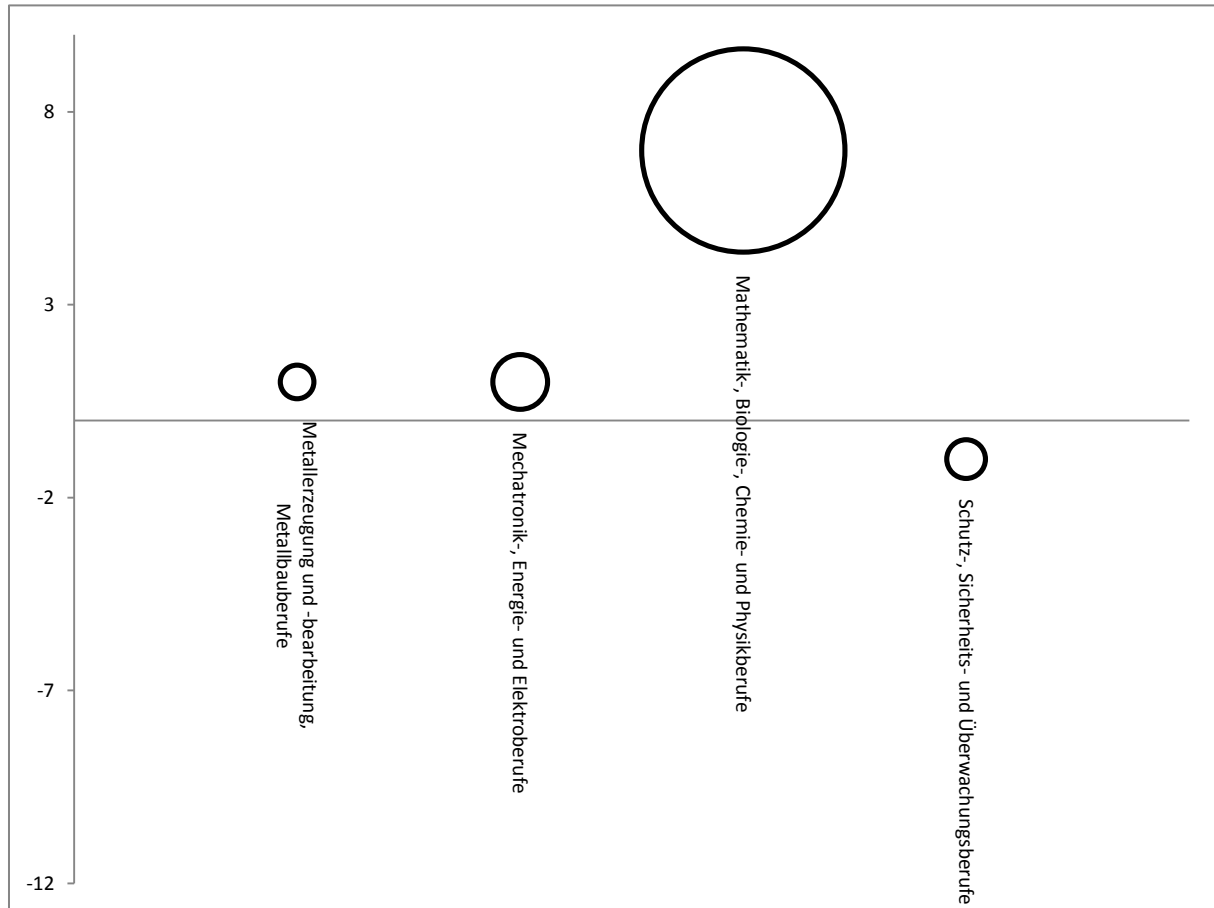 8
3
-2
-7
-12
Metallerzeugung und -bearbeitung,
Metallbauberufe
Mechatronik-, Energie- und Elektroberufe
Mathematik-, Biologie-, Chemie- und Physikberufe
Schutz-, Sicherheits- und Überwachungsberufe